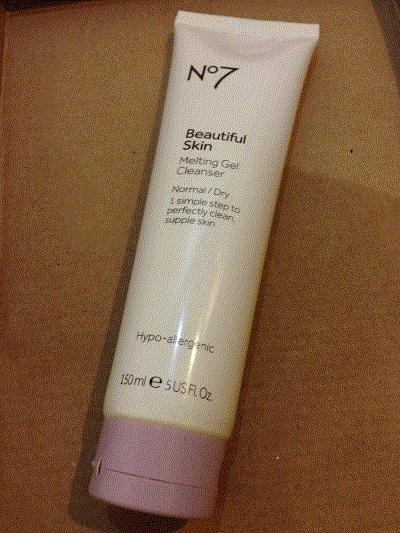 No7
Beautiful
Skin
Melting Gel
Cleanser
Normal / Dry
1 simple step to
perfectly clean,
supple skin
Hypo-allergenic
150ml e 5 US Fl. Oz.